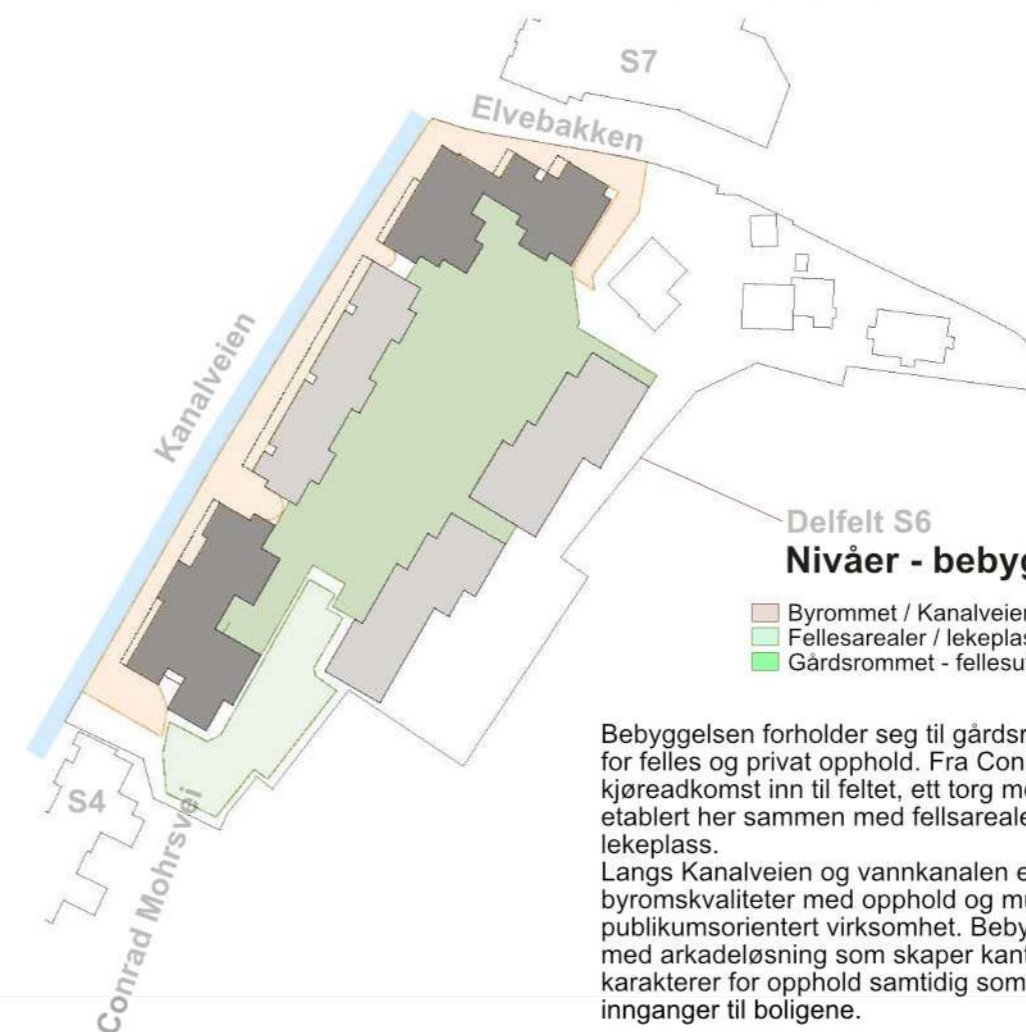 S7
Elvebakken
Kanalveien
Delfelt S6
Nivåer - bebyg
Byrommet / Kanalveien
Fellesarealer / lekeplas
Gårdsrommet - fellesu
Bebyggelsen forholder seg til gårdsr
for felles og privat opphold. Fra Con
kjøreadkomst inn til feltet, ett torg me
etablert her sammen med fellsareale
lekeplass.
Langs Kanalveien og vannkanalen e
byromskvaliteter med opphold og mu
publikumsorientert virksomhet. Beby
med arkadeløsning som skaper kant
karakterer for opphold samtidig som
innganger til boligene.
S4
Conrad Mohrsvei